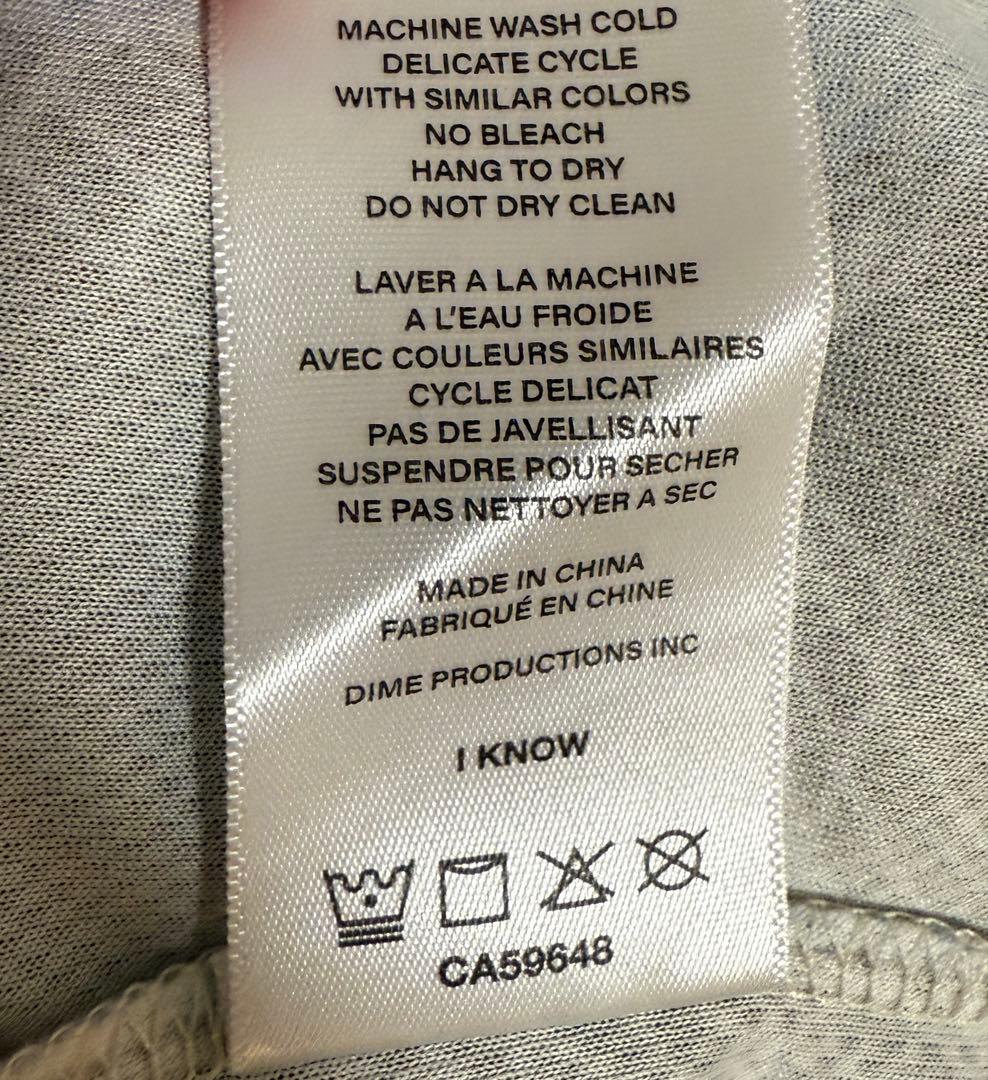 MACHINE WASH COLD
DELICATE CYCLE
WITH SIMILAR COLORS
NO BLEACH
HANG TO DRY
DO NOT DRY CLEAN
LAVER A LA MACHINE
A L'EAU FROIDE
AVEC COULEURS SIMILAIRES
CYCLE DELICAT
PAS DE JAVELLISANT
SUSPENDRE POUR SECHER
NE PAS NETTOYER A SEC
MADE IN CHINA
FABRIQUÉ EN CHINE
DIME PRODUCTIONS INC
I KNOW
CA59648